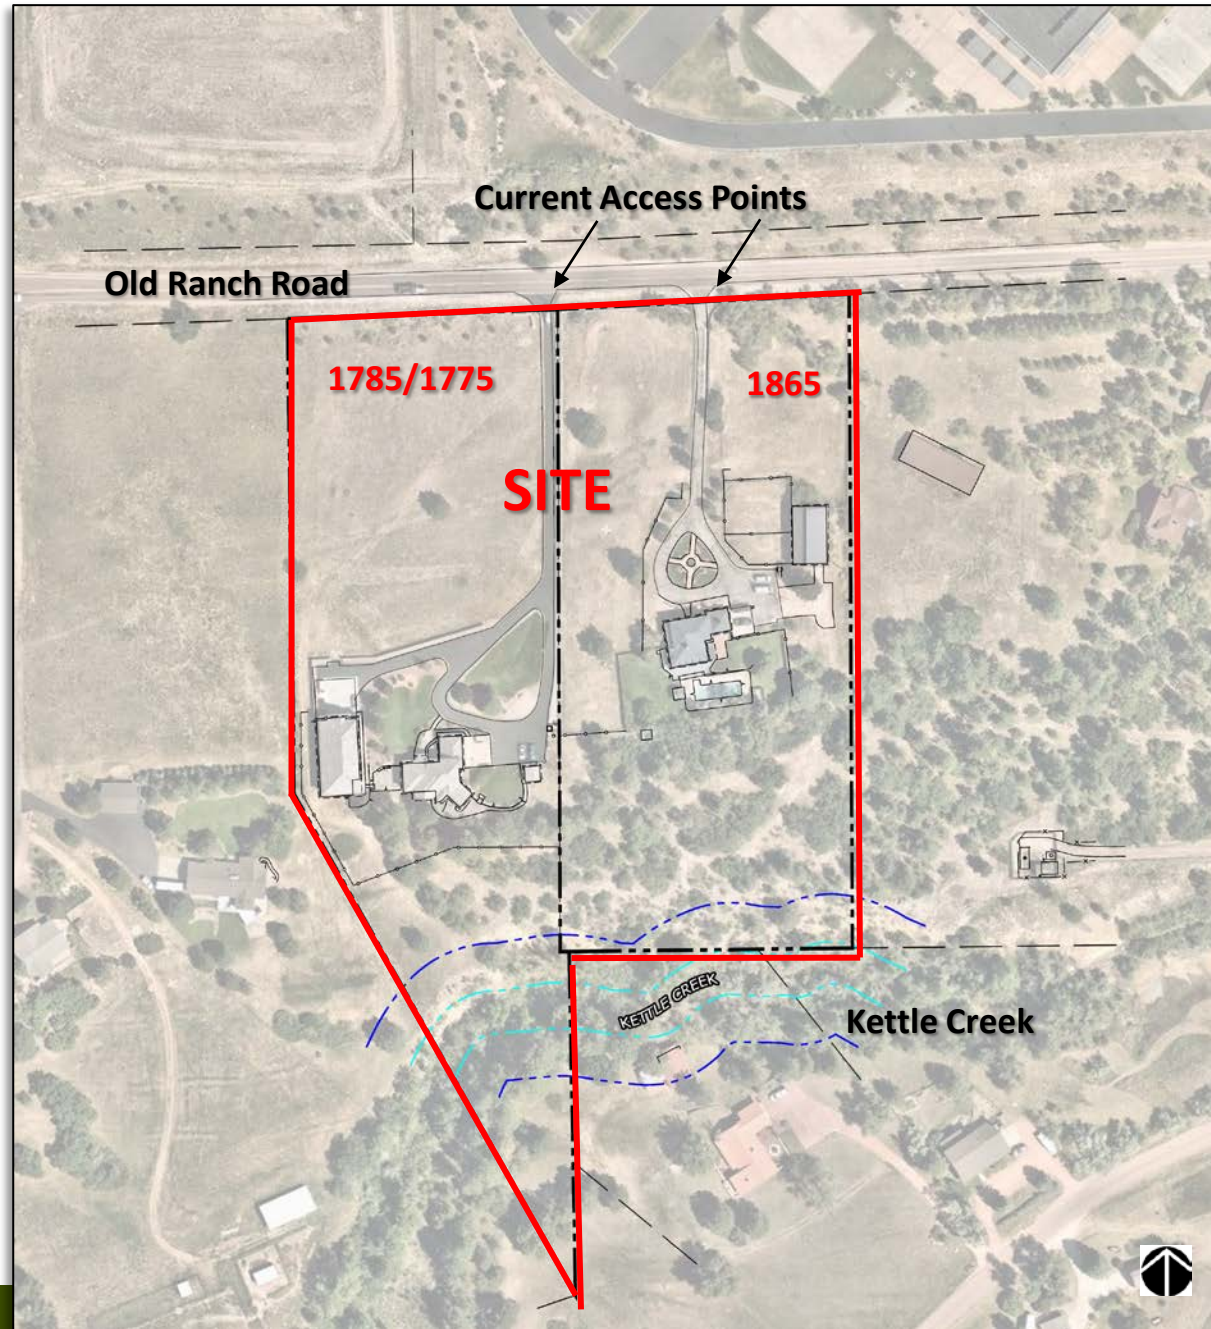 Current Access Points
Old Ranch Road
1785/1775
1865
SITE
KETTLE CREEK
Kettle Creek